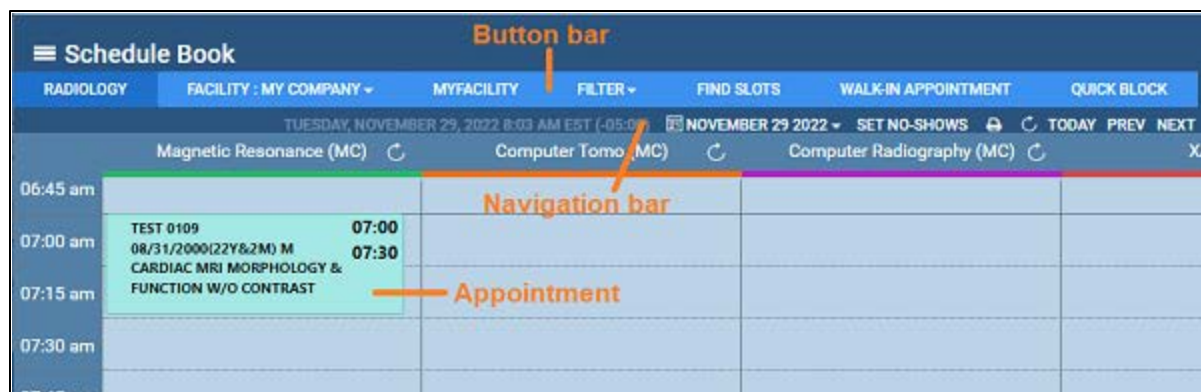 Button bar
≡ Schedule Book
RADIOLOGY FACILITY : MY COMPANY MYFACILITY FILTER FIND SLOTS WALK-IN APPOINTMENT QUICK BLOCK
TUESDAY, NOVEMBER 29, 2022 8:03 AM EST (-05:00) NOVEMBER 29 2022 SET NO-SHOWS TODAY PREV NEXT
Magnetic Resonance (MC) Computer Tomo (MC) Computer Radiography (MC)
06:45 am
Navigation bar
TEST 0109 07:00
07:00 am 08/31/2000(22Y&2M) M 07:30
CARDIAC MRI MORPHOLOGY &
07:15 am FUNCTION W/O CONTRAST Appointment
07:30 am